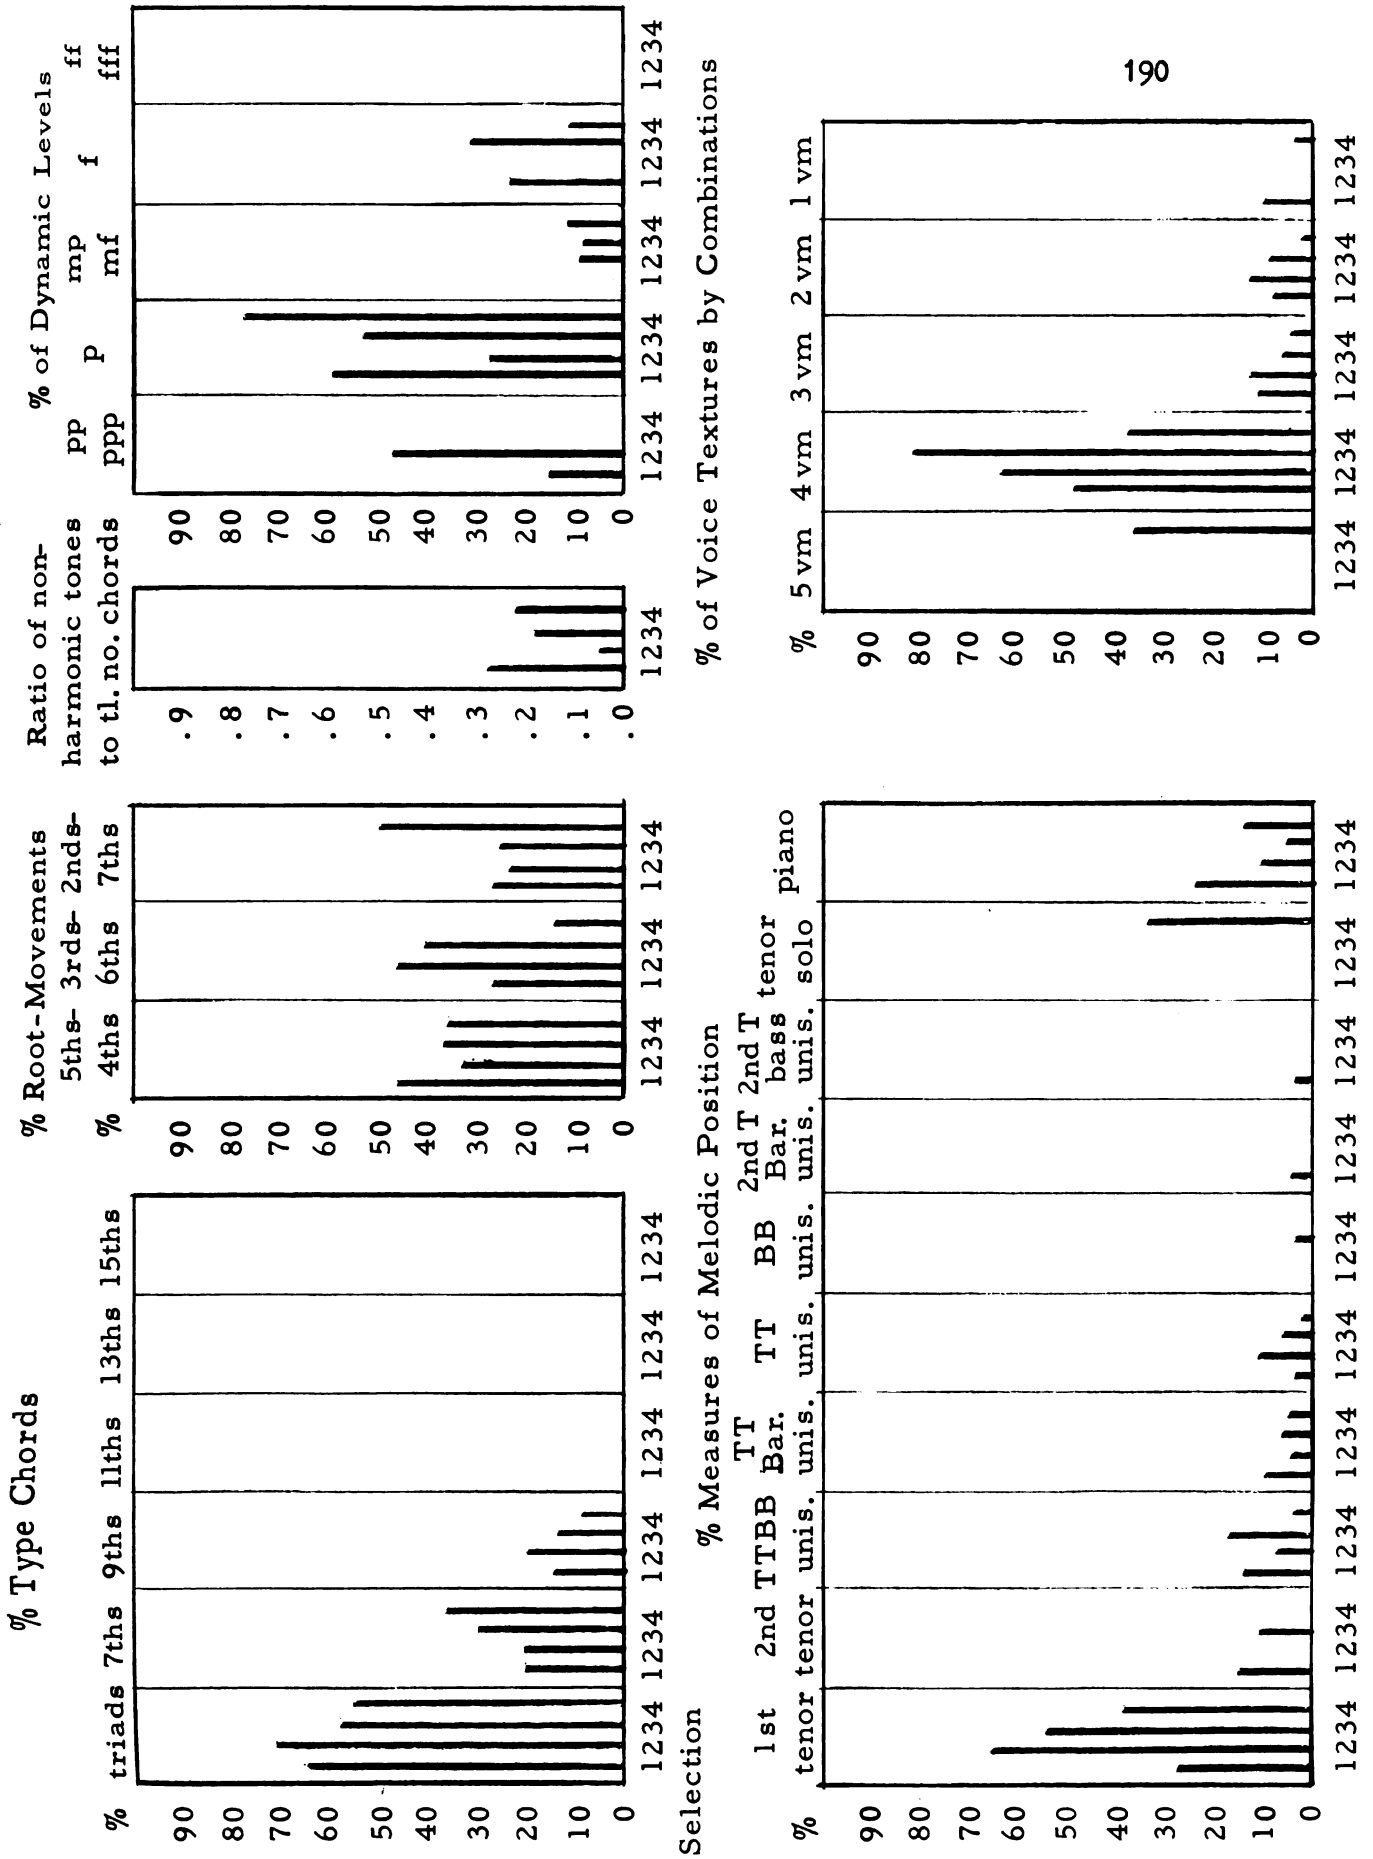 % Type Chords
% triads 7ths 9ths 11ths 13ths 15ths
90
80
70
60
50
40
30
20
10
0
1234 1234 1234 1234 1234 1234
% Root-Movements
5ths- 3rds- 2nds-
% 4ths 6ths 7ths
90
80
70
60
50
40
30
20
10
0
1234 1234 1234
Ratio of non-
harmonic tones
to tl. no. chords
.9
.8
.7
.6
.5
.4
.3
.2
.1
.0
1234
% of Dynamic Levels
pp p mp f ff
ppp mf fff
90
80
70
60
50
40
30
20
10
0
1234 1234 1234 1234 1234
Selection
% Measures of Melodic Position
1st 2nd TTBB TT TT BB 2nd T 2nd T tenor piano
Bar. Bar. bass
% tenor tenor unis. unis. unis. unis. unis. unis. solo
90
80
70
60
50
40
30
20
10
0
1234 1234 1234 1234 1234 1234 1234 1234 1234 1234
% of Voice Textures by Combinations
% 5 vm 4 vm 3 vm 2 vm 1 vm
90
80
70
60
50
40
30
20
10
0
1234 1234 1234 1234 1234
190